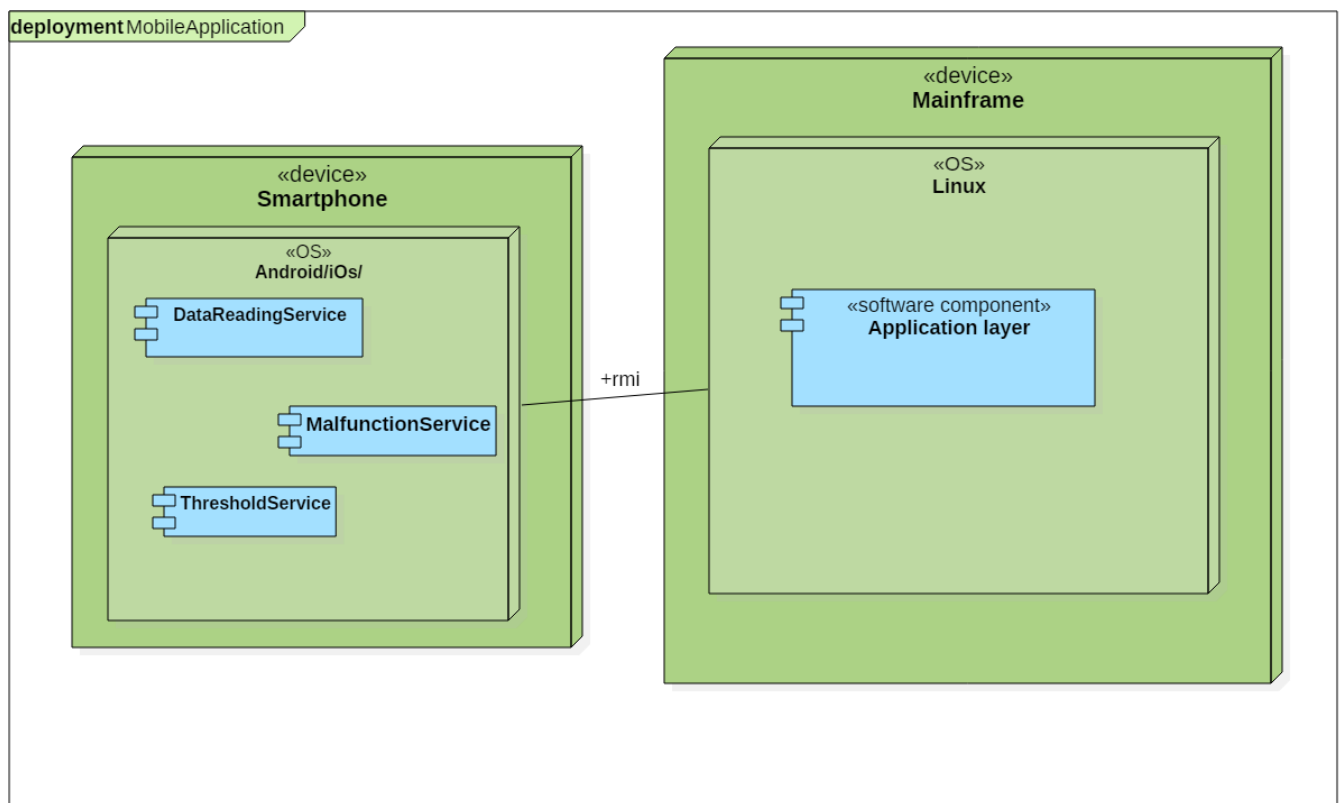 deployment MobileApplication
«device»
Mainframe
«OS»
Linux
«software component»
Application layer
«device»
Smartphone
«OS»
Android/iOs/
DataReadingService
MalfunctionService
ThresholdService
+rmi